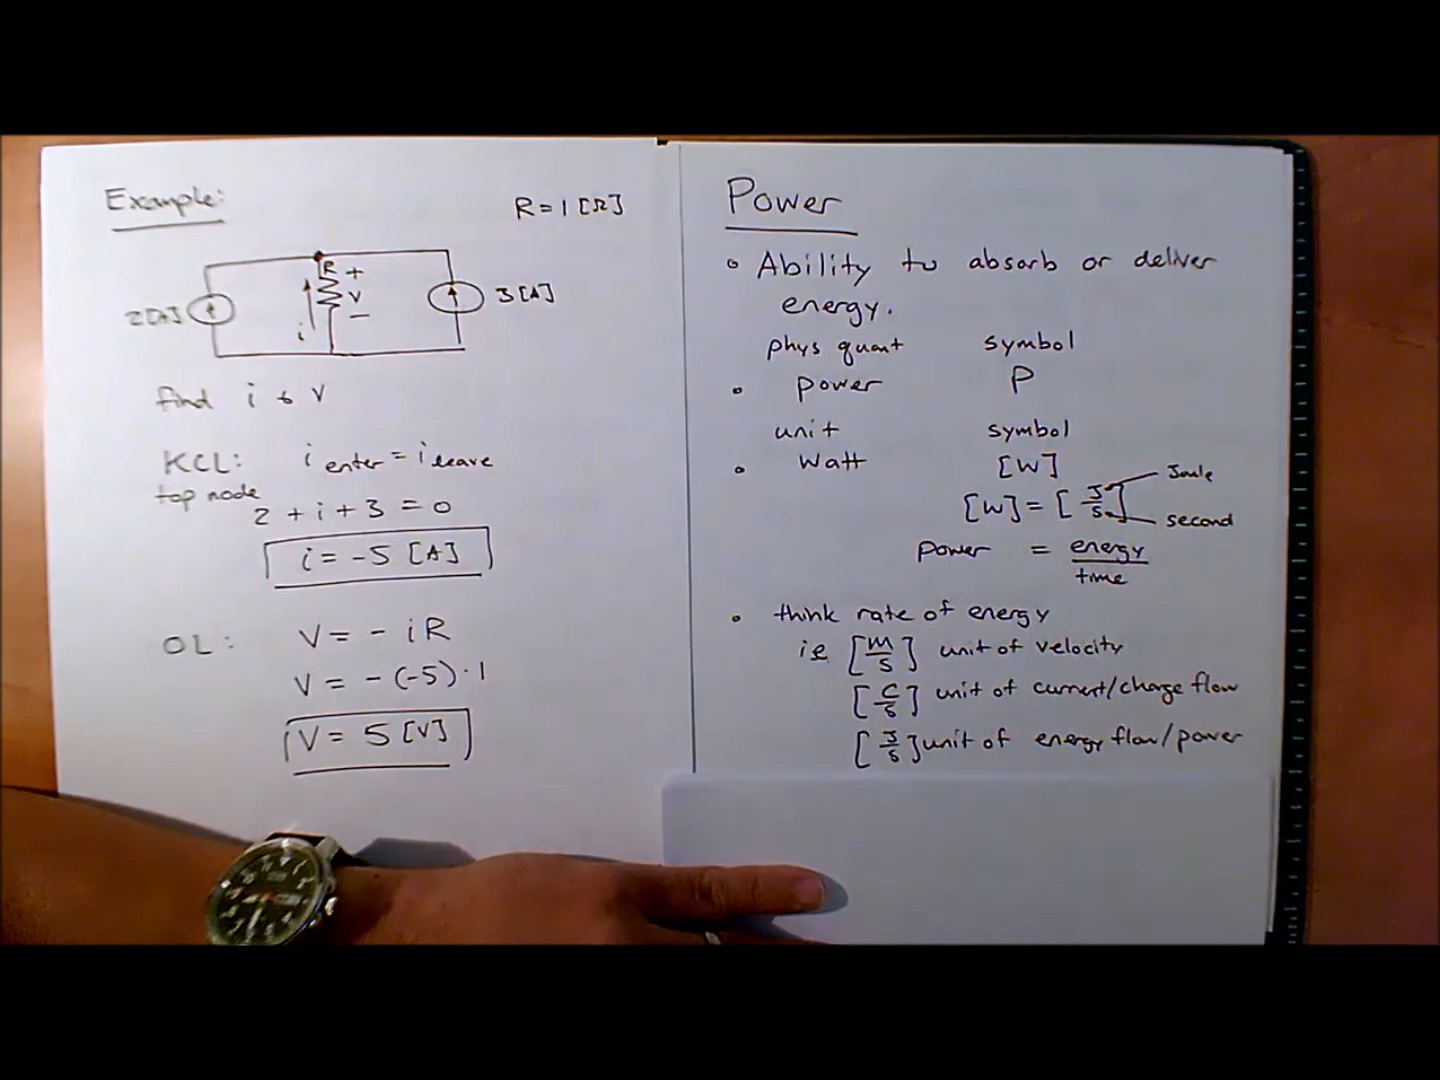 Example:
R = 1 [Ω]
R +
2[A]
V
3[A]
i
−
find i & V
KCL: i enter = i leave
top node
2 + i + 3 = 0
i = -5 [A]
OL: V = - i R
V = - (-5) · 1
V = 5 [V]
Power
• Ability to absorb or deliver
energy.
phys quant symbol
• power P
unit symbol
• Watt [W]
[W] = [J/s] Joule
second
power = energy
time
• think rate of energy
ie [m/s] unit of velocity
[C/s] unit of current/charge flow
[J/s] unit of energy flow/power